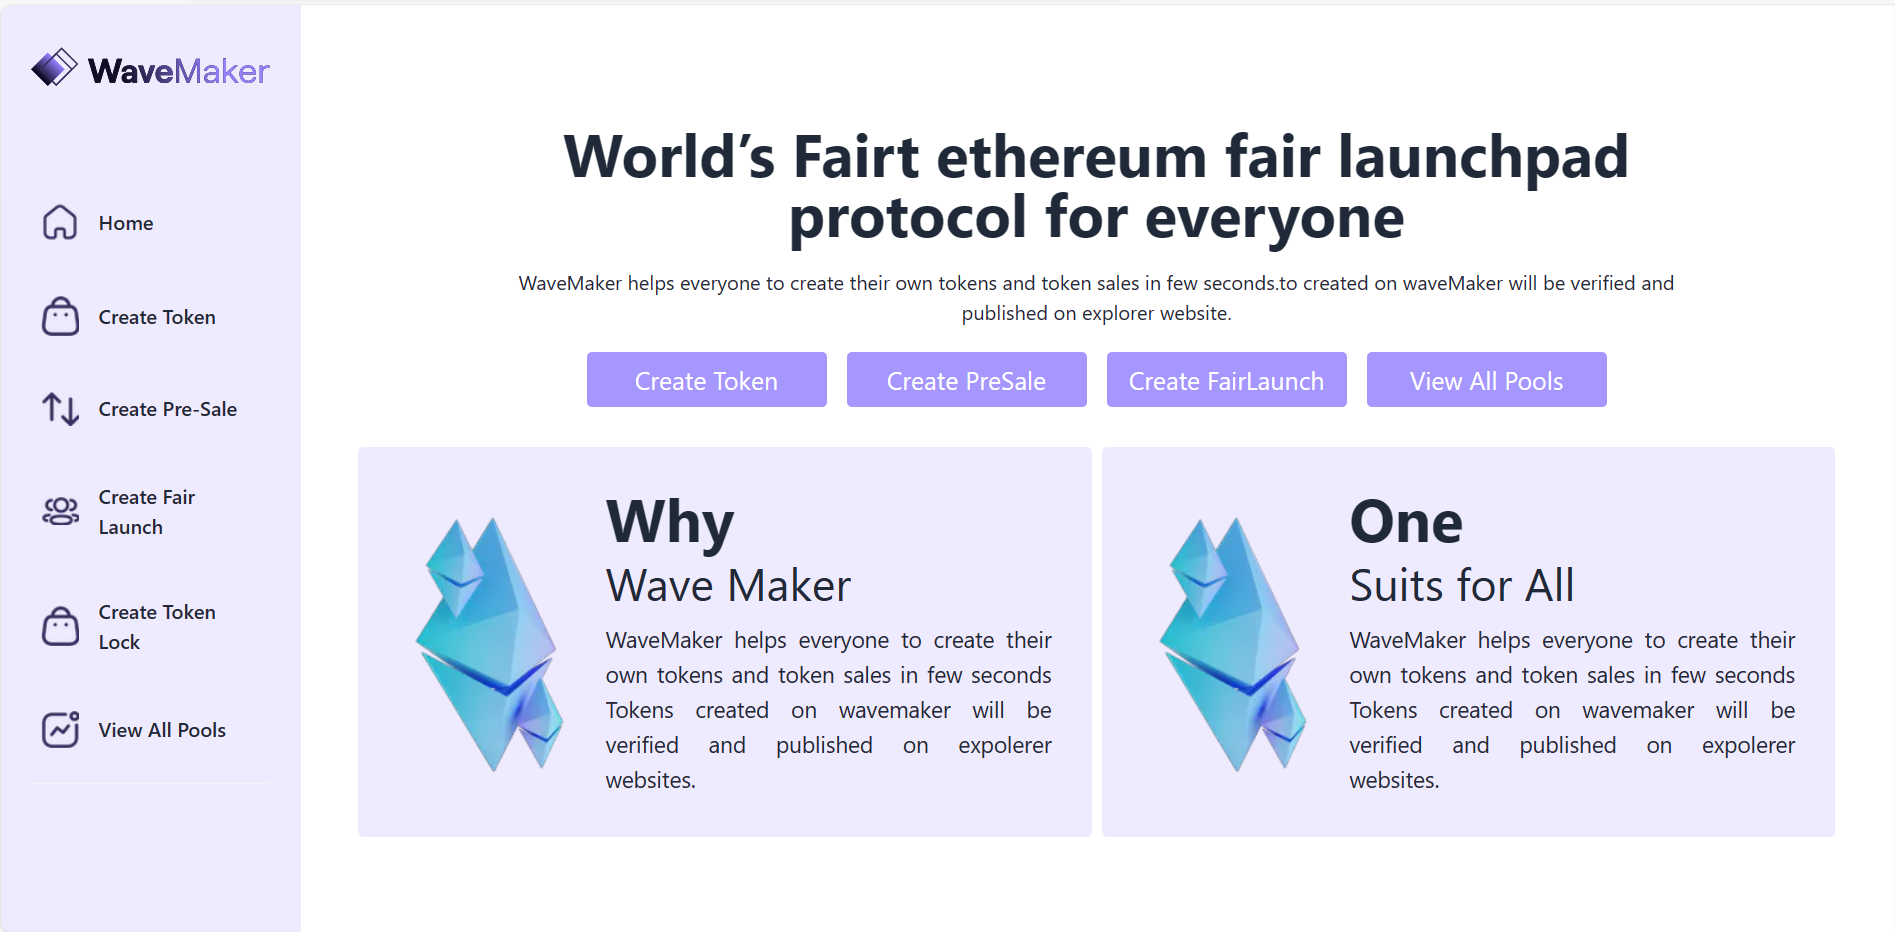 WaveMaker
Home
Create Token
Create Pre-Sale
Create Fair
Launch
Create Token
Lock
View All Pools
World’s Fairt ethereum fair launchpad
protocol for everyone
WaveMaker helps everyone to create their own tokens and token sales in few seconds.to created on waveMaker will be verified and
published on explorer website.
Create Token
Create PreSale
Create FairLaunch
View All Pools
Why
Wave Maker
WaveMaker helps everyone to create their
own tokens and token sales in few seconds
Tokens created on wavemaker will be
verified and published on expolerer
websites.
One
Suits for All
WaveMaker helps everyone to create their
own tokens and token sales in few seconds
Tokens created on wavemaker will be
verified and published on expolerer
websites.